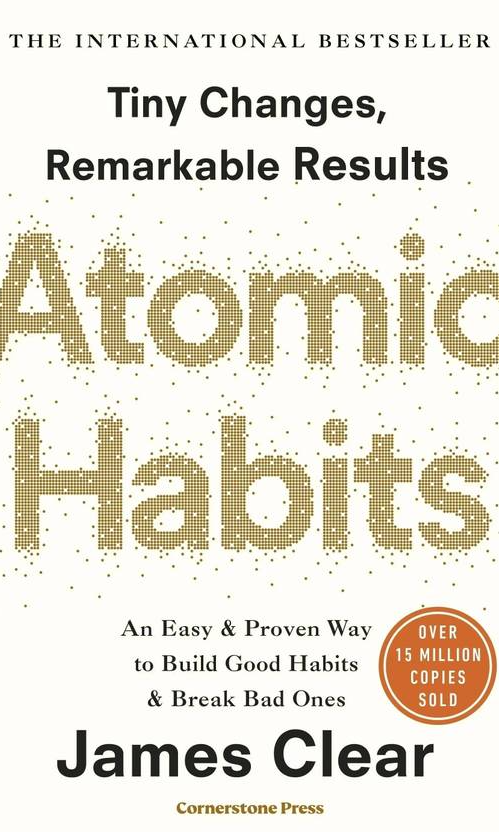 THE INTERNATIONAL BESTSELLER
Tiny Changes,
Remarkable Results
Atomic
Habits
An Easy & Proven Way
to Build Good Habits
& Break Bad Ones
OVER
15 MILLION
COPIES
SOLD
James Clear
Cornerstone Press